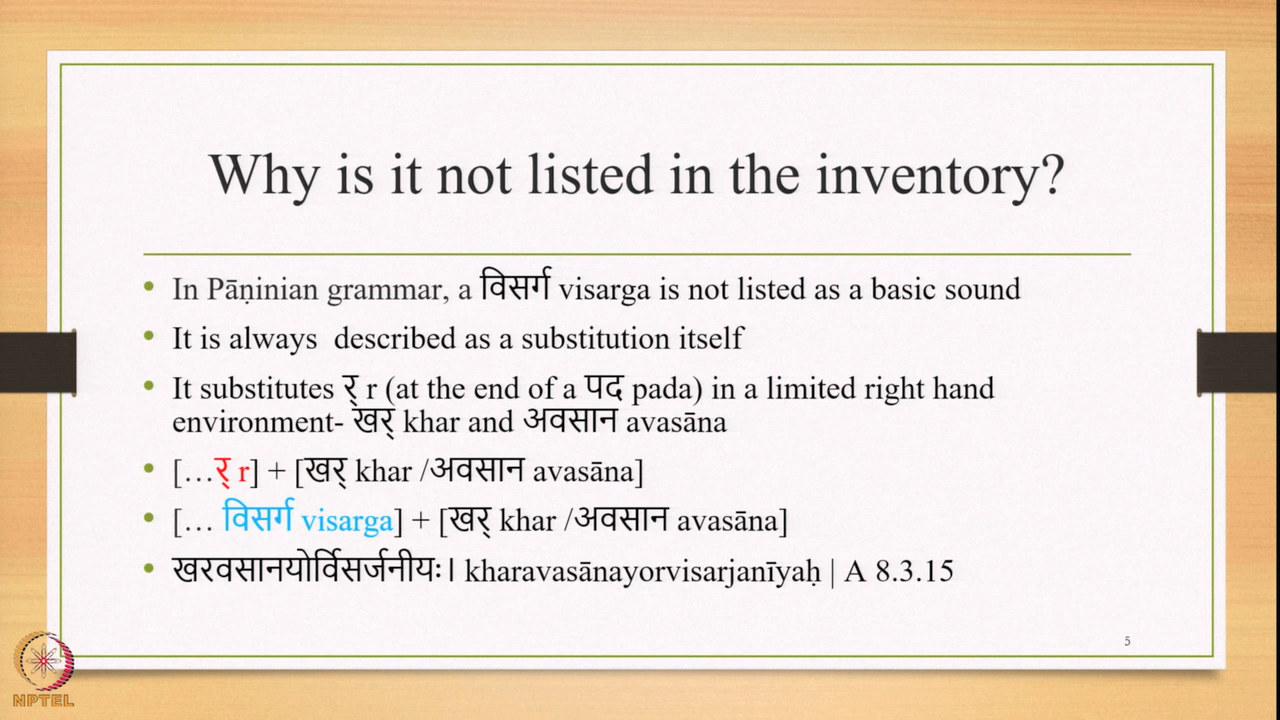 Why is it not listed in the inventory?
• In Pāṇinian grammar, a विसर्ग visarga is not listed as a basic sound
• It is always  described as a substitution itself
• It substitutes र् r (at the end of a पद pada) in a limited right hand
environment- खर् khar and अवसान avasāna
• […र् r] + [खर् khar /अवसान avasāna]
• [… विसर्ग visarga] + [खर् khar /अवसान avasāna]
• खरवसानयोर्विसर्जनीयः। kharavasānayorvisarjanīyaḥ | A 8.3.15
5
NPTEL